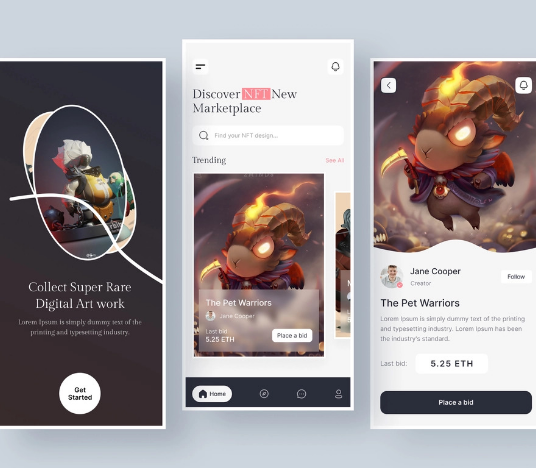 Collect Super Rare
Digital Art work
Lorem Ipsum is simply dummy text of the
printing and typesetting industry.
Get
Started
Discover NFT New
Marketplace
Find your NFT design...
Trending
See All
The Pet Warriors
Jane Cooper
Last bid:
5.25 ETH
Place a bid
Home
Jane Cooper
Creator
Follow
The Pet Warriors
Lorem Ipsum is simply dummy text of the printing
and typesetting industry. Lorem Ipsum has been
the industry's standard.
Last bid:
5.25 ETH
Place a bid